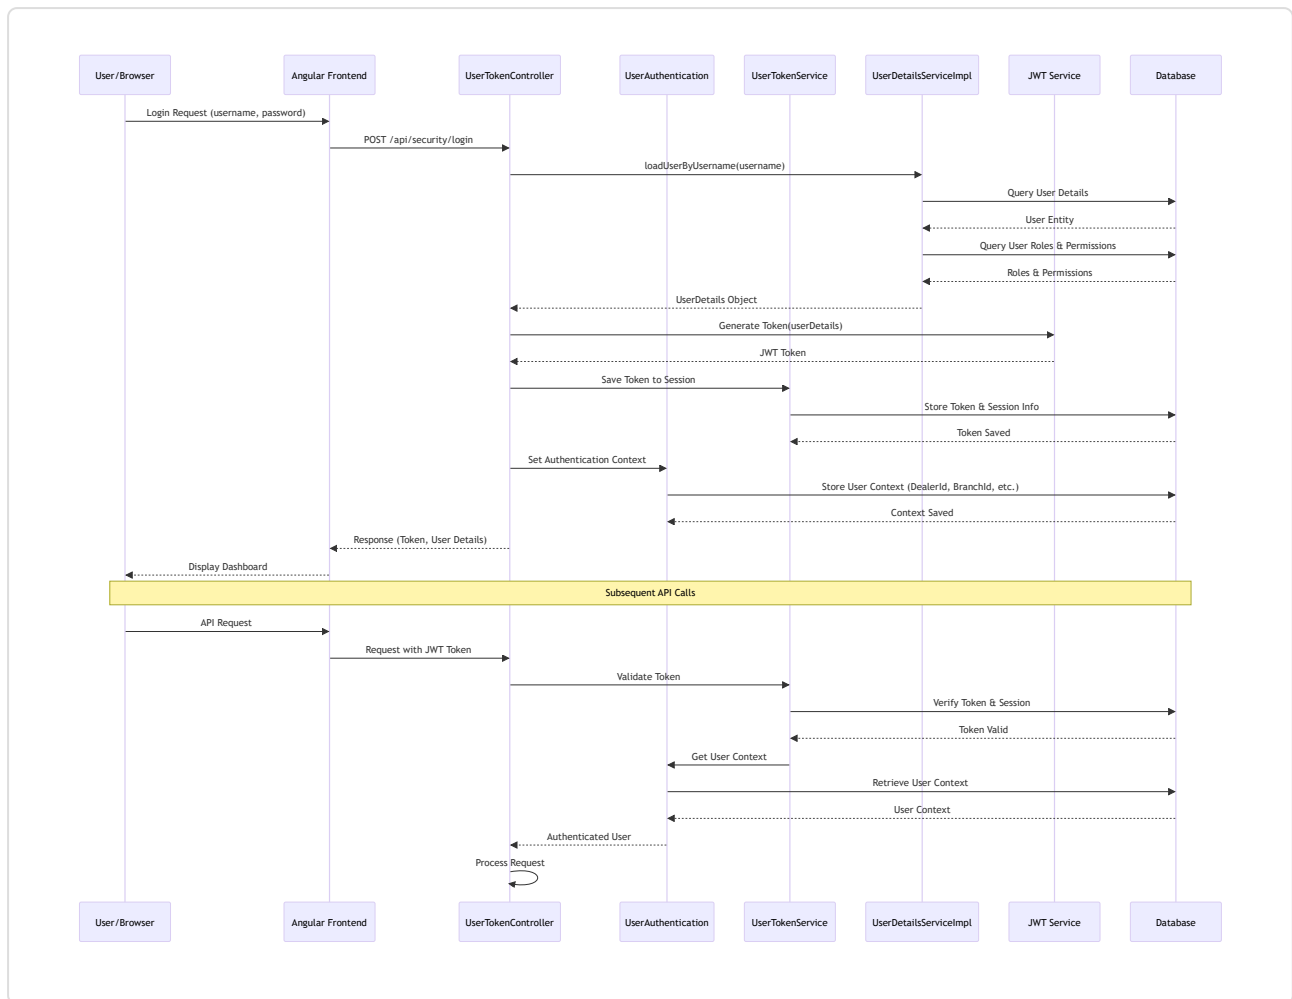 User/Browser
Angular Frontend
UserTokenController
UserAuthentication
UserTokenService
UserDetailsServiceImpl
JWT Service
Database
Login Request (username, password)
POST /api/security/login
loadUserByUsername(username)
Query User Details
User Entity
Query User Roles & Permissions
Roles & Permissions
UserDetails Object
Generate Token(userDetails)
JWT Token
Save Token to Session
Store Token & Session Info
Token Saved
Set Authentication Context
Store User Context (DealerId, BranchId, etc.)
Context Saved
Response (Token, User Details)
Display Dashboard
Subsequent API Calls
API Request
Request with JWT Token
Validate Token
Verify Token & Session
Token Valid
Get User Context
Retrieve User Context
User Context
Authenticated User
Process Request
User/Browser
Angular Frontend
UserTokenController
UserAuthentication
UserTokenService
UserDetailsServiceImpl
JWT Service
Database